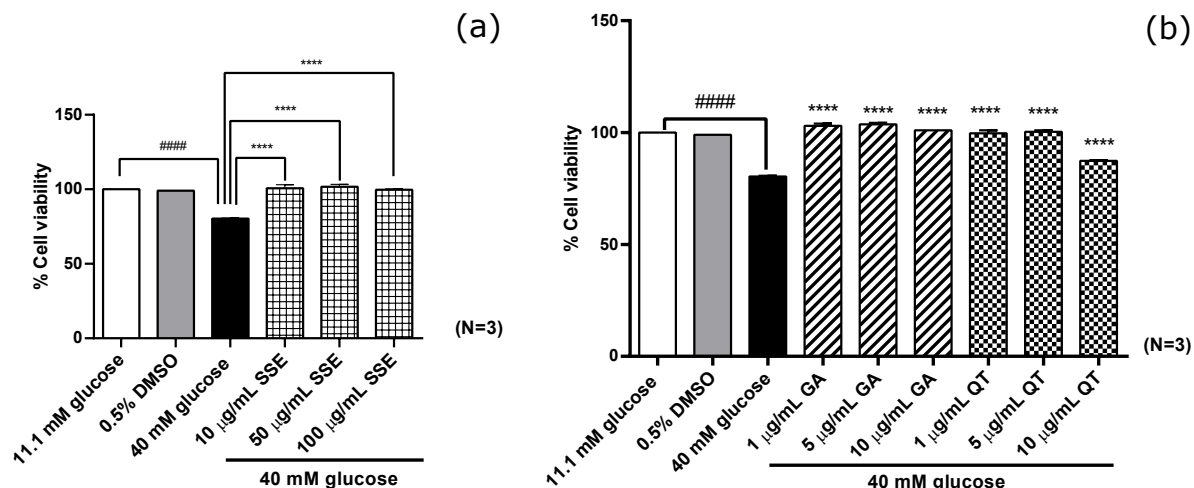 (a)
****
****
####
****
150
100
50
0
% Cell viability
11.1 mM glucose
0.5% DMSO
40 mM glucose
10 µg/mL SSE
50 µg/mL SSE
100 µg/mL SSE
40 mM glucose
(N=3)
(b)
####
**** **** **** **** **** ****
150
100
50
0
% Cell viability
11.1 mM glucose
0.5% DMSO
40 mM glucose
1 µg/mL GA
5 µg/mL GA
10 µg/mL GA
1 µg/mL QT
5 µg/mL QT
10 µg/mL QT
40 mM glucose
(N=3)